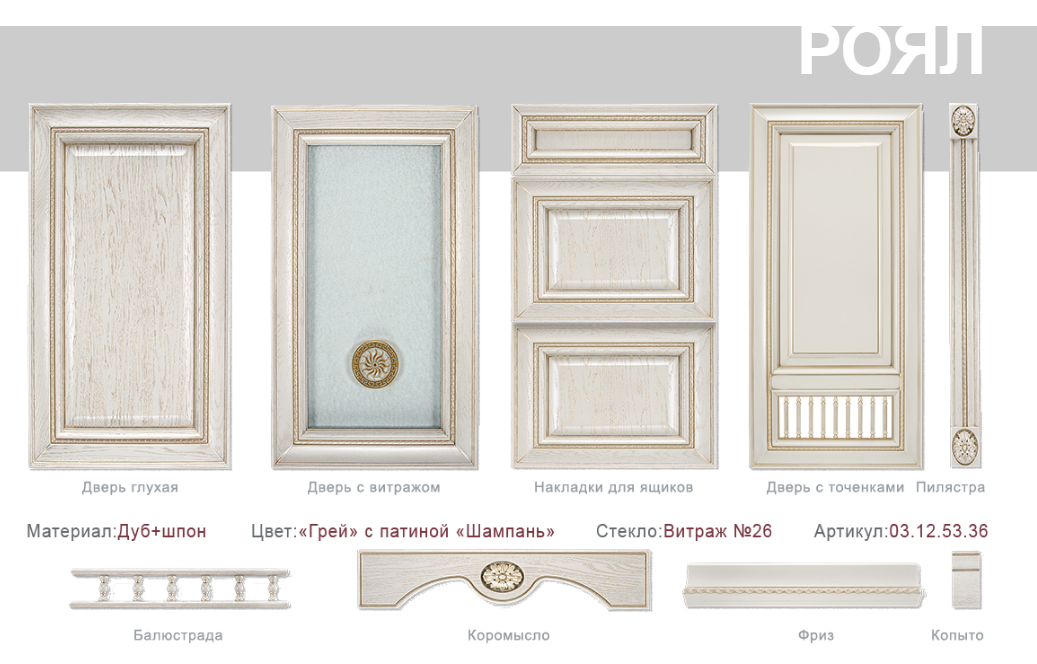 РОЯЛ
Дверь глухая
Дверь с витражом
Накладки для ящиков
Дверь с точенками
Пилястра
Материал:Дуб+шпон
Цвет:«Грей» с патиной «Шампань»
Стекло:Витраж №26
Артикул:03.12.53.36
Балюстрада
Коромысло
Фриз
Копыто